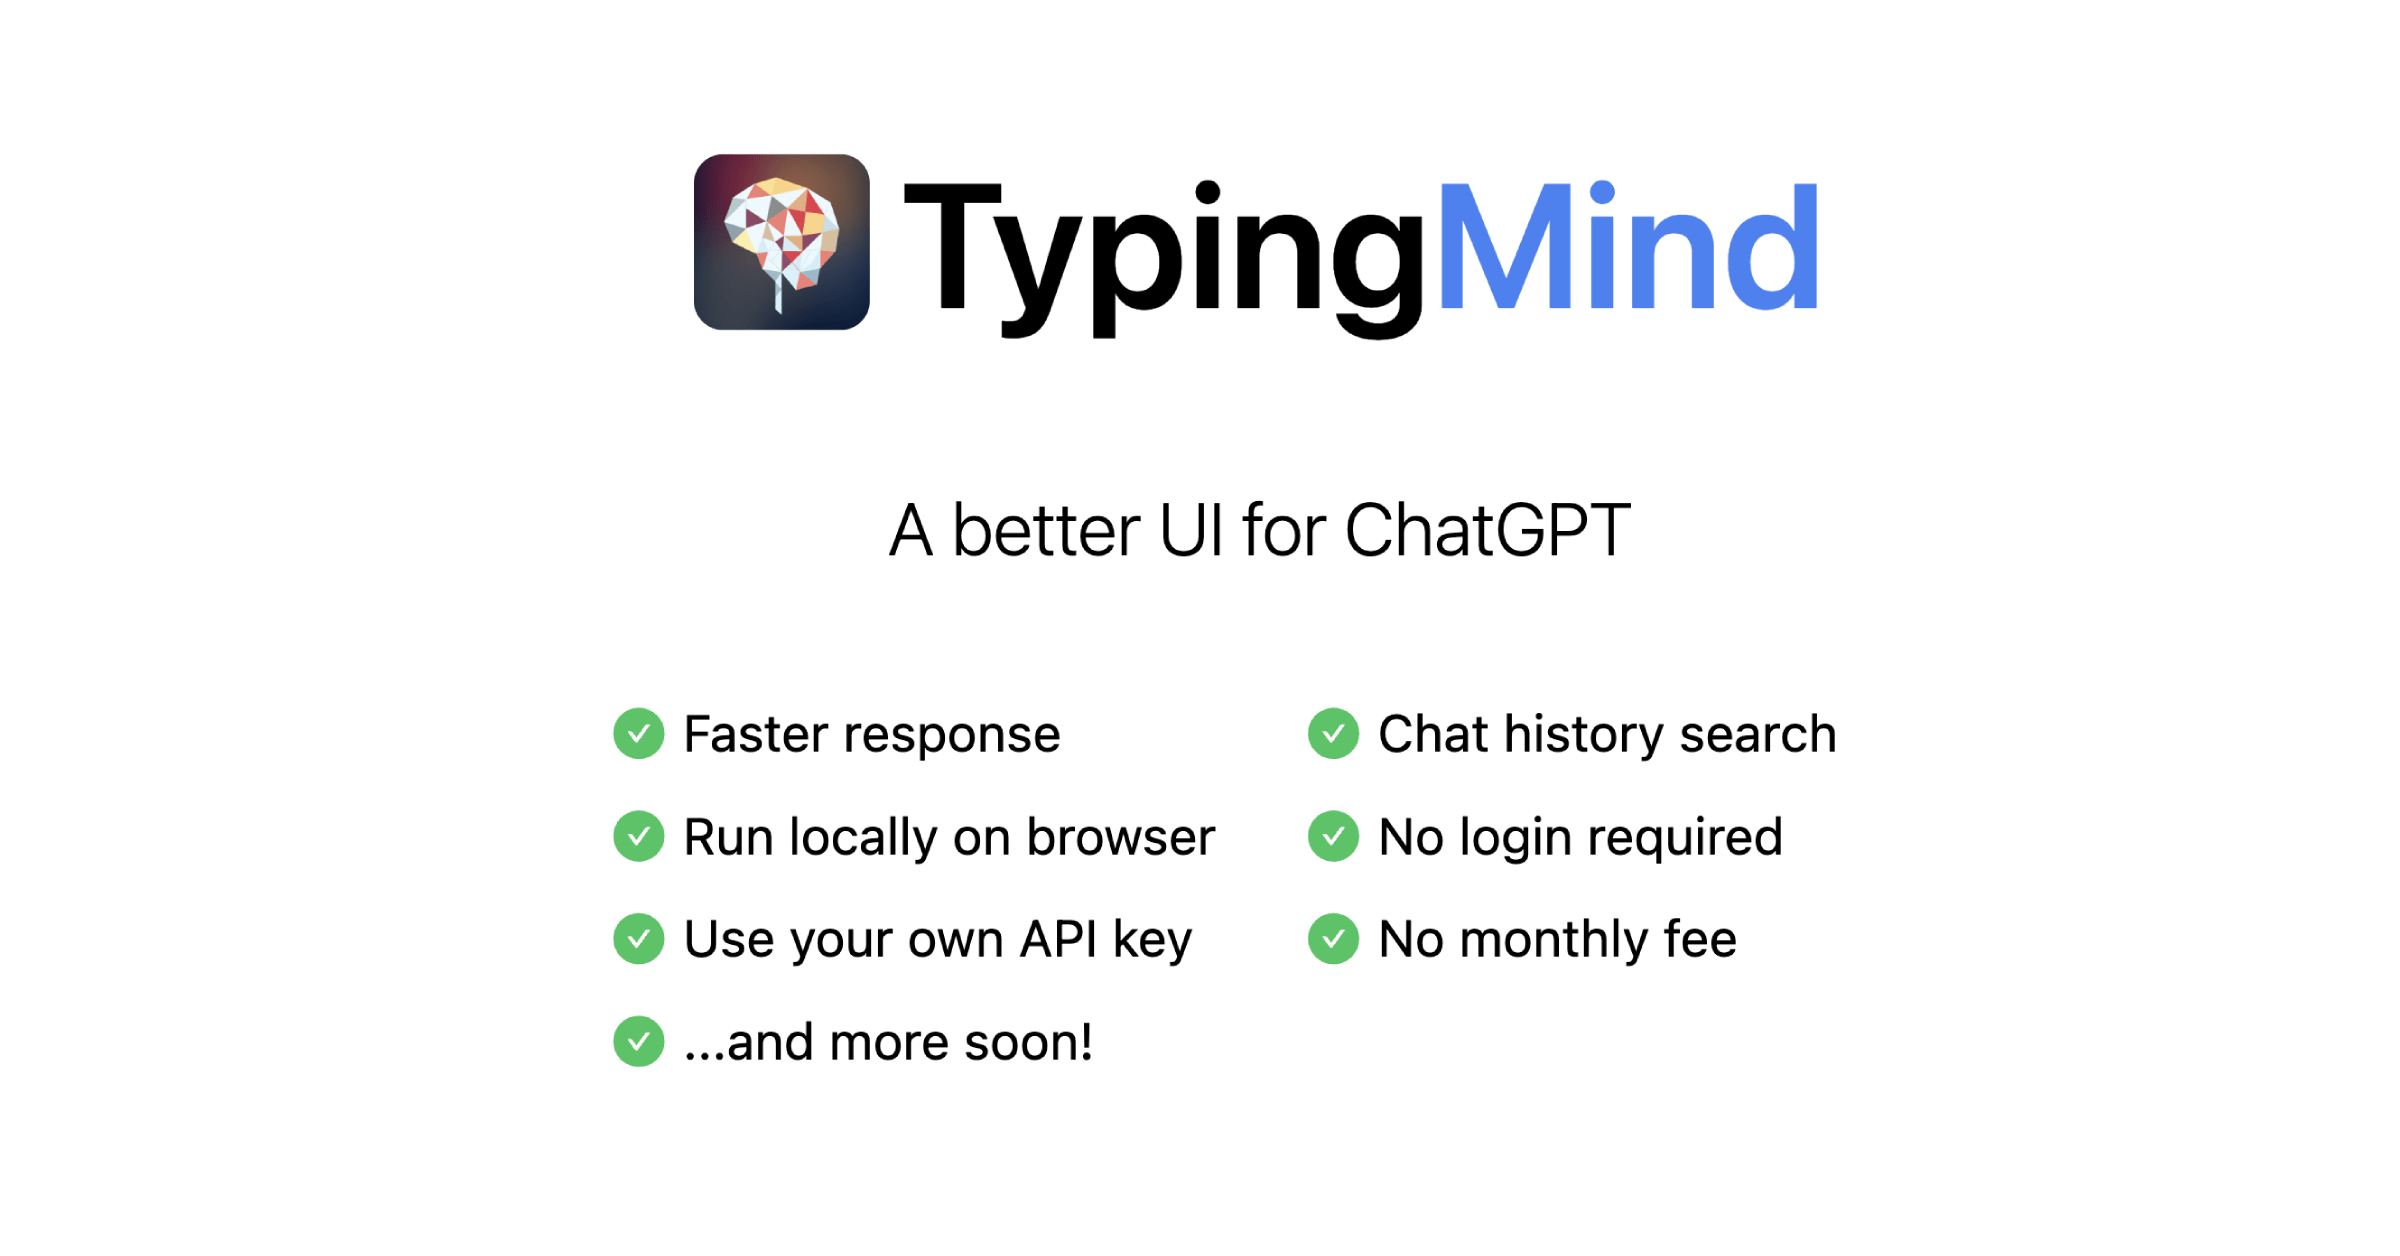 TypingMind
A better UI for ChatGPT
Faster response
Chat history search
Run locally on browser
No login required
Use your own API key
No monthly fee
...and more soon!